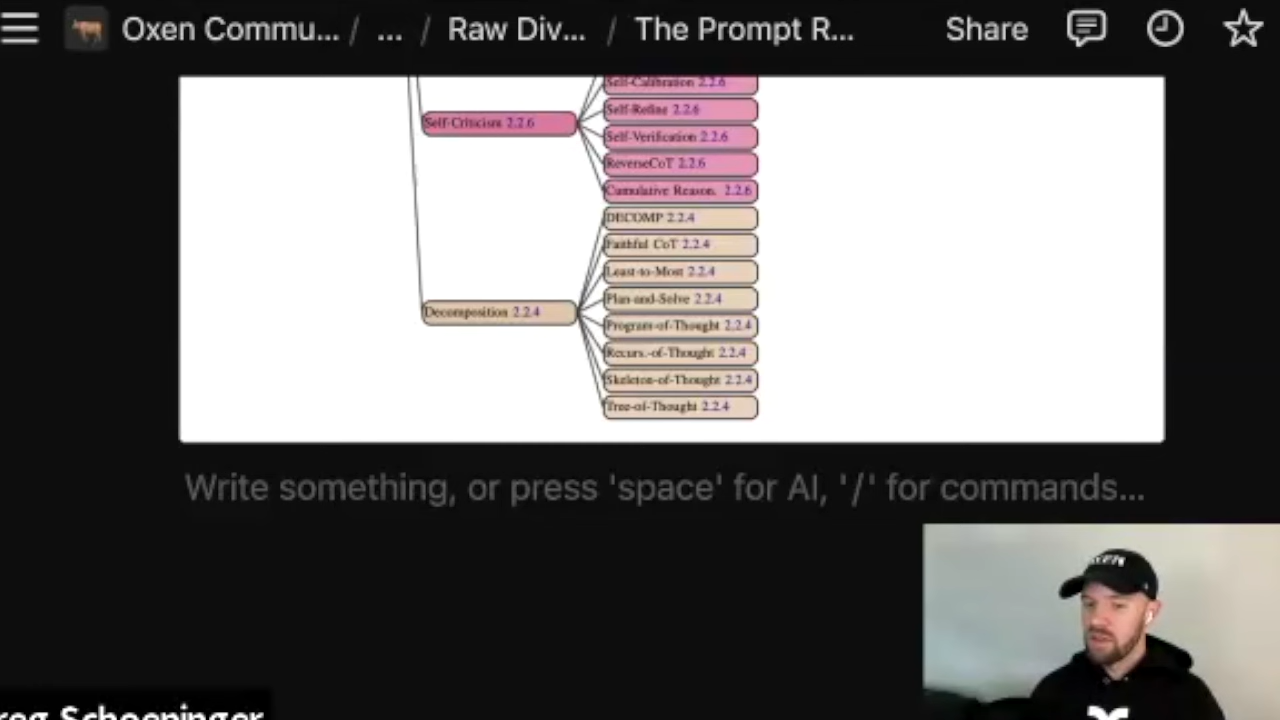 Oxen Commu... / ... / Raw Div... / The Prompt R... Share
Self-Calibration 2.2.6
Self-Criticism 2.2.6
Self-Refine 2.2.6
Self-Verification 2.2.6
ReverseCoT 2.2.6
Cumulative Reason. 2.2.6
Decomposition 2.2.4
DECOMP 2.2.4
Faithful CoT 2.2.4
Least-to-Most 2.2.4
Plan-and-Solve 2.2.4
Program-of-Thought 2.2.4
Recurs.-of-Thought 2.2.4
Skeleton-of-Thought 2.2.4
Tree-of-Thought 2.2.4
Write something, or press 'space' for AI, '/' for commands...
reg Schoeninger